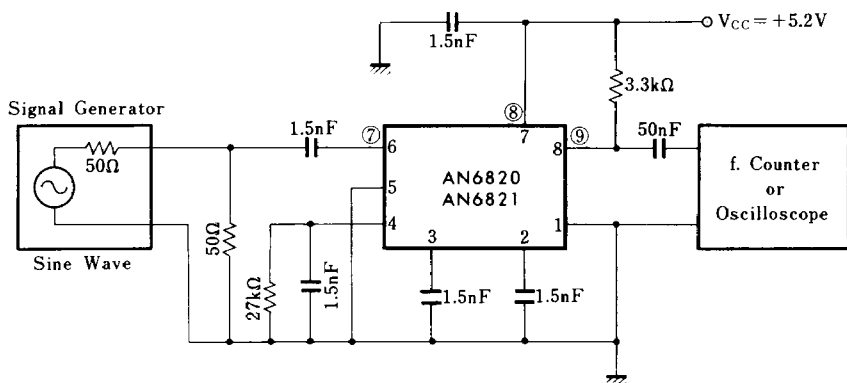 1.5nF
V_CC = +5.2V
3.3kΩ
Signal Generator
1.5nF
⑦
⑧
⑨
50nF
50Ω
6
7
8
5
AN6820
AN6821
f. Counter
or
Oscilloscope
4
3
2
1
50Ω
Sine Wave
27kΩ
1.5nF
1.5nF
1.5nF